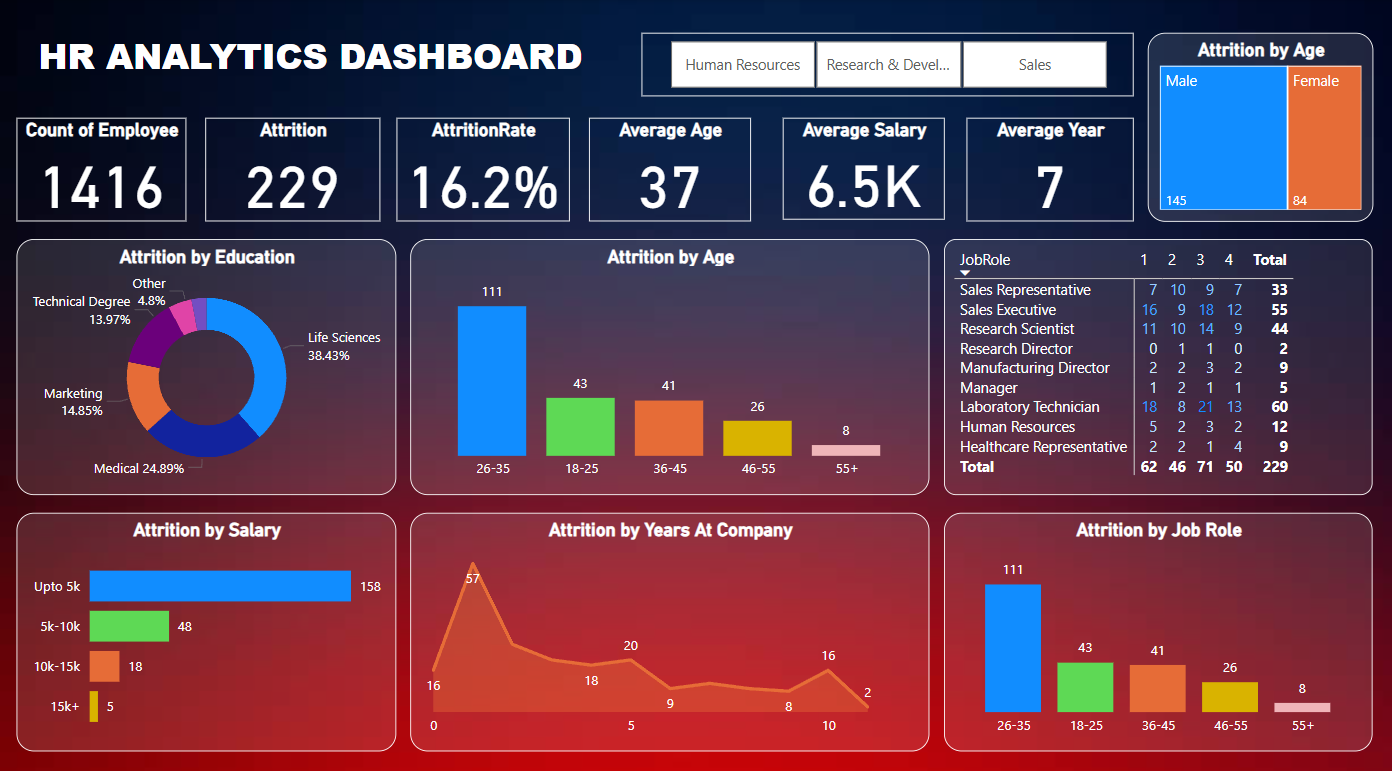 HR ANALYTICS DASHBOARD
Human Resources
Research & Devel...
Sales
Attrition by Age
Male
145
Female
84
Count of Employee
1416
Attrition
229
AttritionRate
16.2%
Average Age
37
Average Salary
6.5K
Average Year
7
Attrition by Education
Other
4.8%
Technical Degree
13.97%
Life Sciences
38.43%
Marketing
14.85%
Medical 24.89%
Attrition by Age
111
43
41
26
8
26-35
18-25
36-45
46-55
55+
JobRole 1 2 3 4 Total
Sales Representative 7 10 9 7 33
Sales Executive 16 9 18 12 55
Research Scientist 11 10 14 9 44
Research Director 0 1 1 0 2
Manufacturing Director 2 2 3 2 9
Manager 1 2 1 1 5
Laboratory Technician 18 8 21 13 60
Human Resources 5 2 3 2 12
Healthcare Representative 2 2 1 4 9
Total 62 46 71 50 229
Attrition by Salary
Upto 5k 158
5k-10k 48
10k-15k 18
15k+ 5
Attrition by Years At Company
57
16
18
20
9
8
16
2
0
5
10
Attrition by Job Role
111
43
41
26
8
26-35
18-25
36-45
46-55
55+